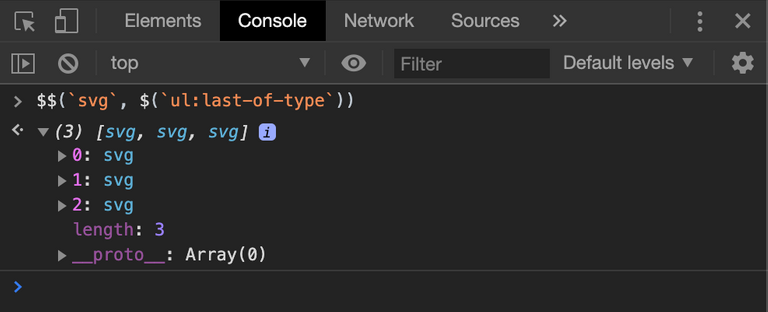 Elements Console Network Sources »
top Filter Default levels ▼
> $$(`svg`, $(`ul:last-of-type`))
(3) [svg, svg, svg] i
0: svg
1: svg
2: svg
length: 3
__proto__: Array(0)
>